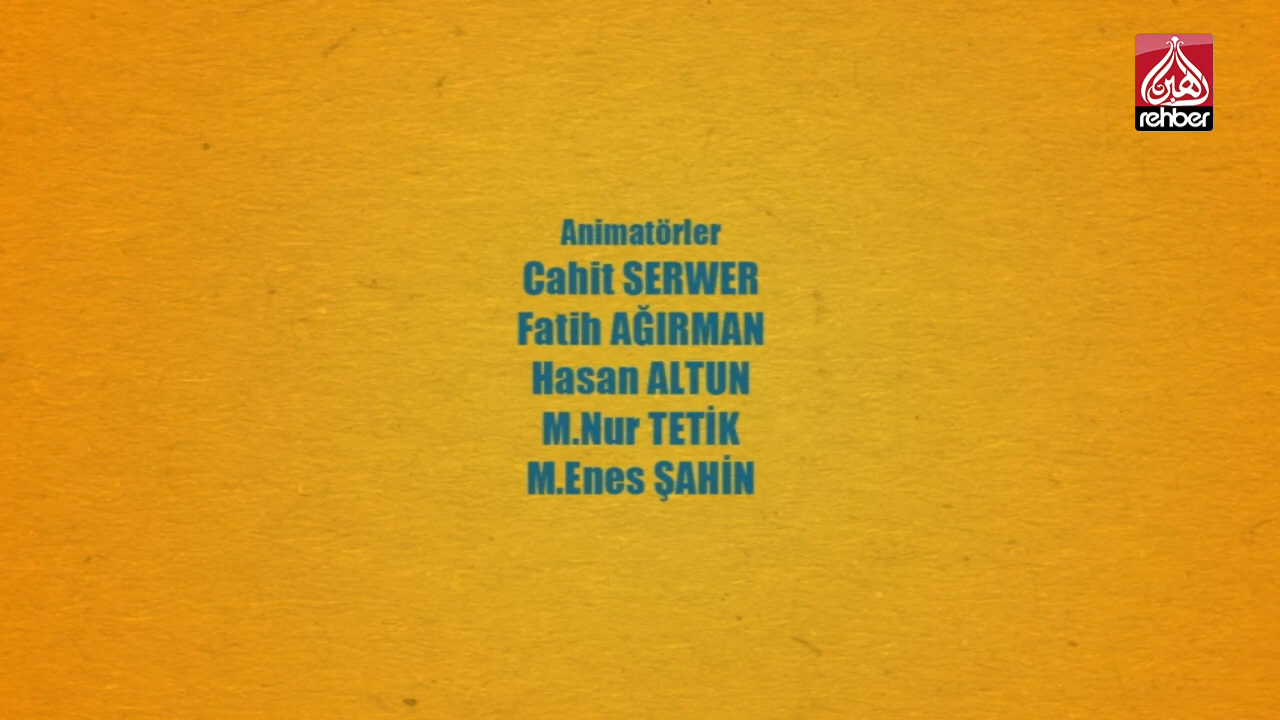 Animatörler
Cahit SERWER
Fatih AĞIRMAN
Hasan ALTUN
M.Nur TETİK
M.Enes ŞAHİN
rehber